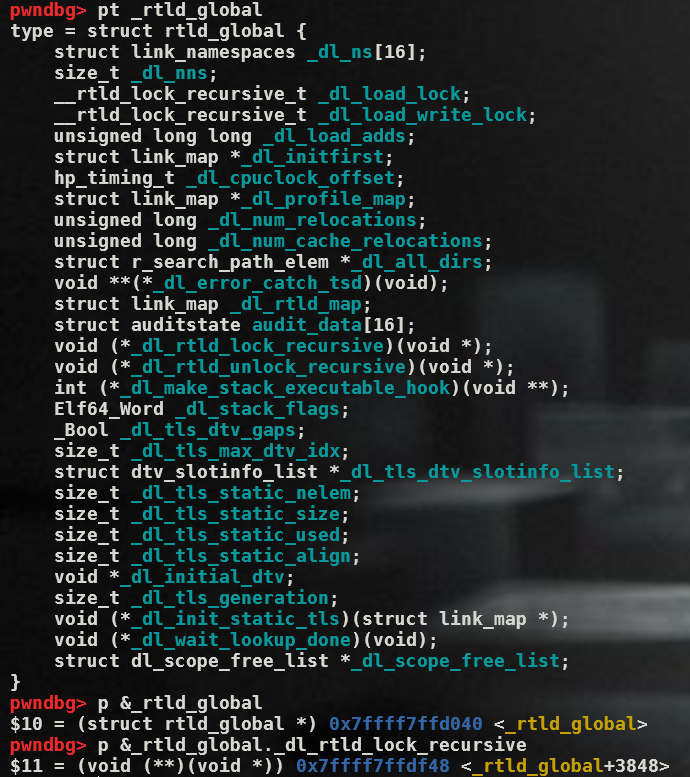 pwndbg> pt _rtld_global
type = struct rtld_global {
    struct link_namespaces _dl_ns[16];
    size_t _dl_nns;
    __rtld_lock_recursive_t _dl_load_lock;
    __rtld_lock_recursive_t _dl_load_write_lock;
    unsigned long long _dl_load_adds;
    struct link_map *_dl_initfirst;
    hp_timing_t _dl_cpuclock_offset;
    struct link_map *_dl_profile_map;
    unsigned long _dl_num_relocations;
    unsigned long _dl_num_cache_relocations;
    struct r_search_path_elem *_dl_all_dirs;
    void **(*_dl_error_catch_tsd)(void);
    struct link_map _dl_rtld_map;
    struct auditstate audit_data[16];
    void (*_dl_rtld_lock_recursive)(void *);
    void (*_dl_rtld_unlock_recursive)(void *);
    int (*_dl_make_stack_executable_hook)(void **);
    Elf64_Word _dl_stack_flags;
    _Bool _dl_tls_dtv_gaps;
    size_t _dl_tls_max_dtv_idx;
    struct dtv_slotinfo_list *_dl_tls_dtv_slotinfo_list;
    size_t _dl_tls_static_nelem;
    size_t _dl_tls_static_size;
    size_t _dl_tls_static_used;
    size_t _dl_tls_static_align;
    void *_dl_initial_dtv;
    size_t _dl_tls_generation;
    void (*_dl_init_static_tls)(struct link_map *);
    void (*_dl_wait_lookup_done)(void);
    struct dl_scope_free_list *_dl_scope_free_list;
}
pwndbg> p &_rtld_global
$10 = (struct rtld_global *) 0x7ffff7ffd040 <_rtld_global>
pwndbg> p &_rtld_global._dl_rtld_lock_recursive
$11 = (void (**)(void *)) 0x7ffff7ffdf48 <_rtld_global+3848>